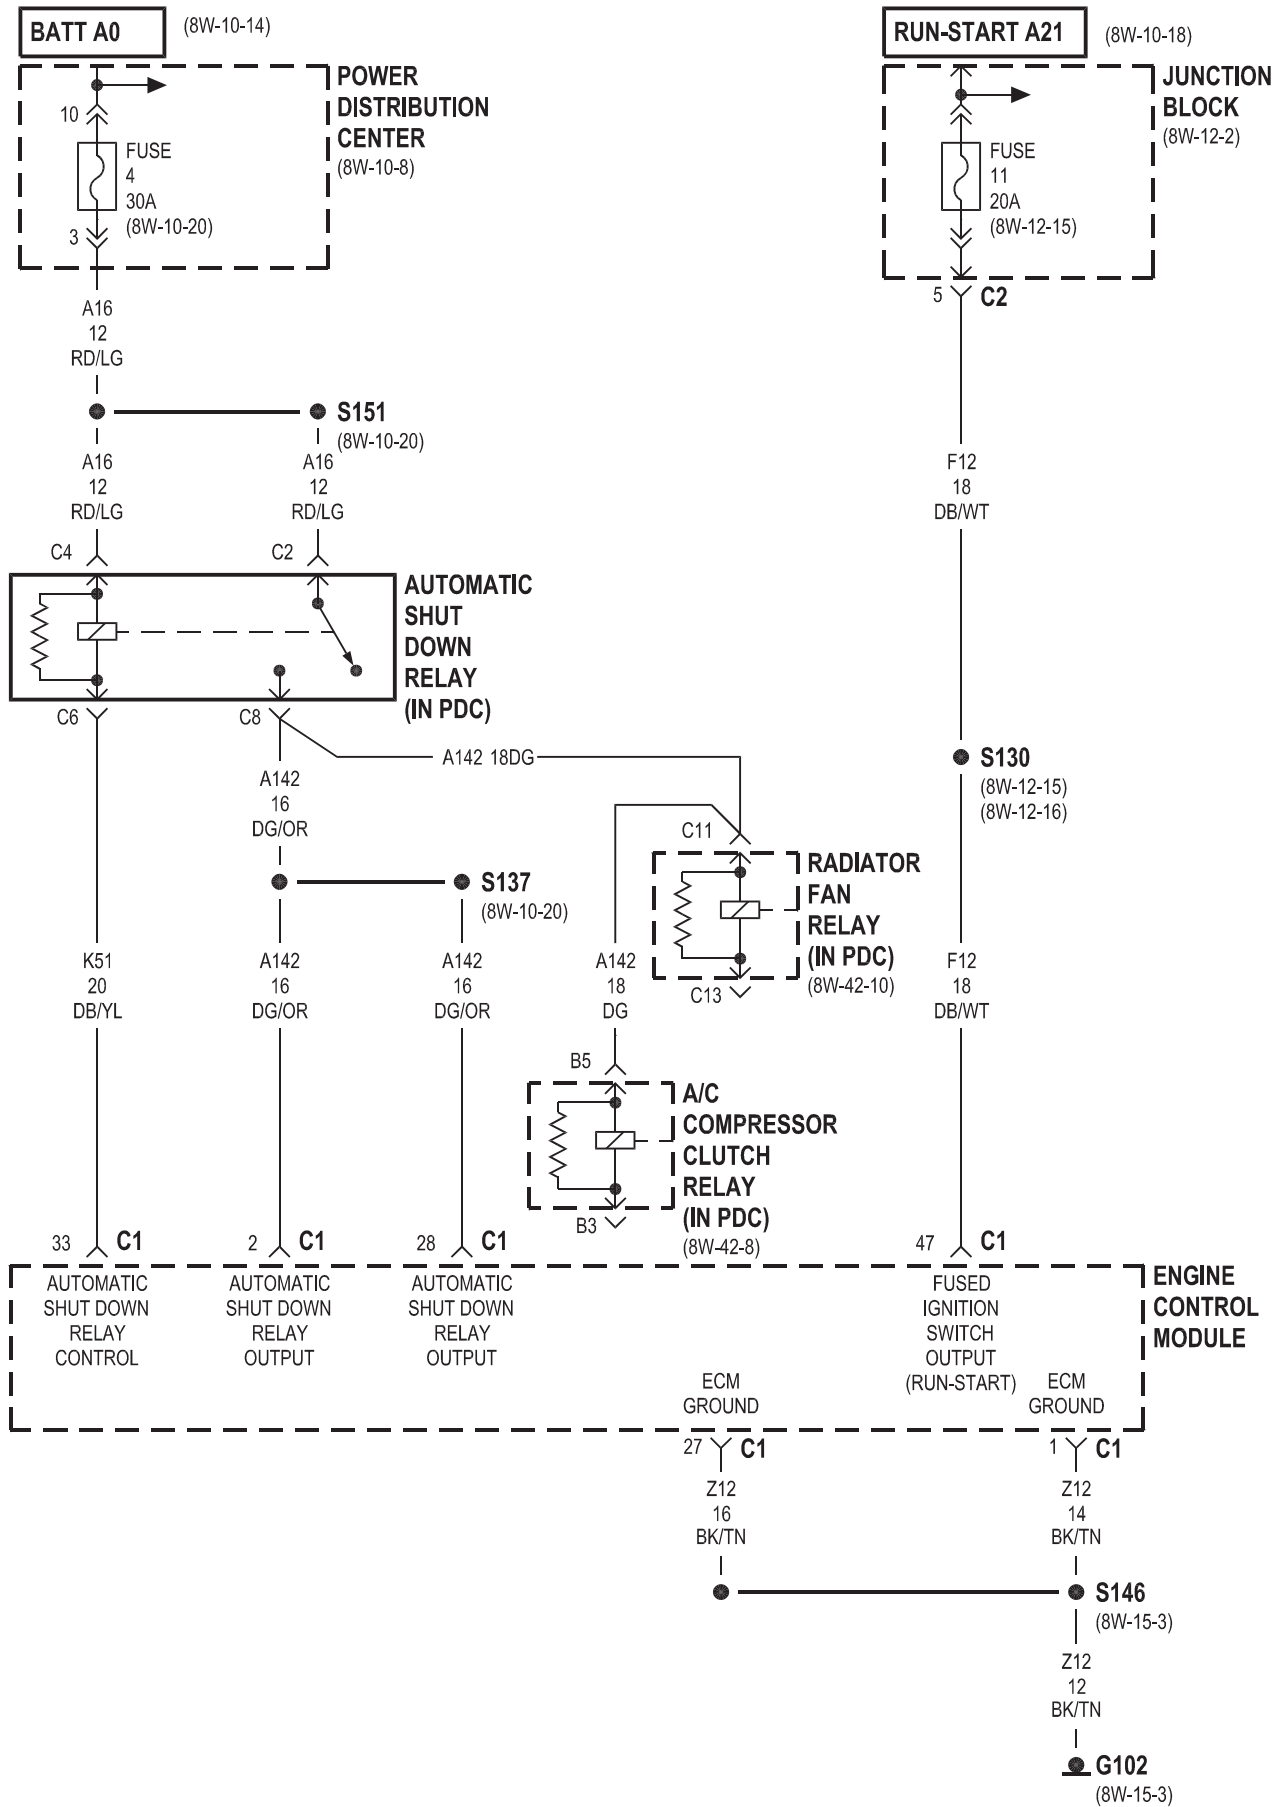 BATT A0
(8W-10-14)
RUN-START A21
(8W-10-18)
POWER
DISTRIBUTION
CENTER
(8W-10-8)
10
FUSE
4
30A
(8W-10-20)
3
JUNCTION
BLOCK
(8W-12-2)
FUSE
11
20A
(8W-12-15)
5
C2
A16
12
RD/LG
S151
(8W-10-20)
A16
12
RD/LG
A16
12
RD/LG
F12
18
DB/WT
C4
C2
AUTOMATIC
SHUT
DOWN
RELAY
(IN PDC)
C6
C8
A142 18DG
A142
16
DG/OR
S130
(8W-12-15)
(8W-12-16)
C11
RADIATOR
FAN
RELAY
(IN PDC)
(8W-42-10)
C13
S137
(8W-10-20)
K51
20
DB/YL
A142
16
DG/OR
A142
16
DG/OR
A142
18
DG
F12
18
DB/WT
B5
A/C
COMPRESSOR
CLUTCH
RELAY
(IN PDC)
(8W-42-8)
B3
33
C1
2
C1
28
C1
47
C1
AUTOMATIC
SHUT DOWN
RELAY
CONTROL
AUTOMATIC
SHUT DOWN
RELAY
OUTPUT
AUTOMATIC
SHUT DOWN
RELAY
OUTPUT
FUSED
IGNITION
SWITCH
OUTPUT
(RUN-START)
ENGINE
CONTROL
MODULE
ECM
GROUND
ECM
GROUND
27
C1
1
C1
Z12
16
BK/TN
Z12
14
BK/TN
S146
(8W-15-3)
Z12
12
BK/TN
G102
(8W-15-3)